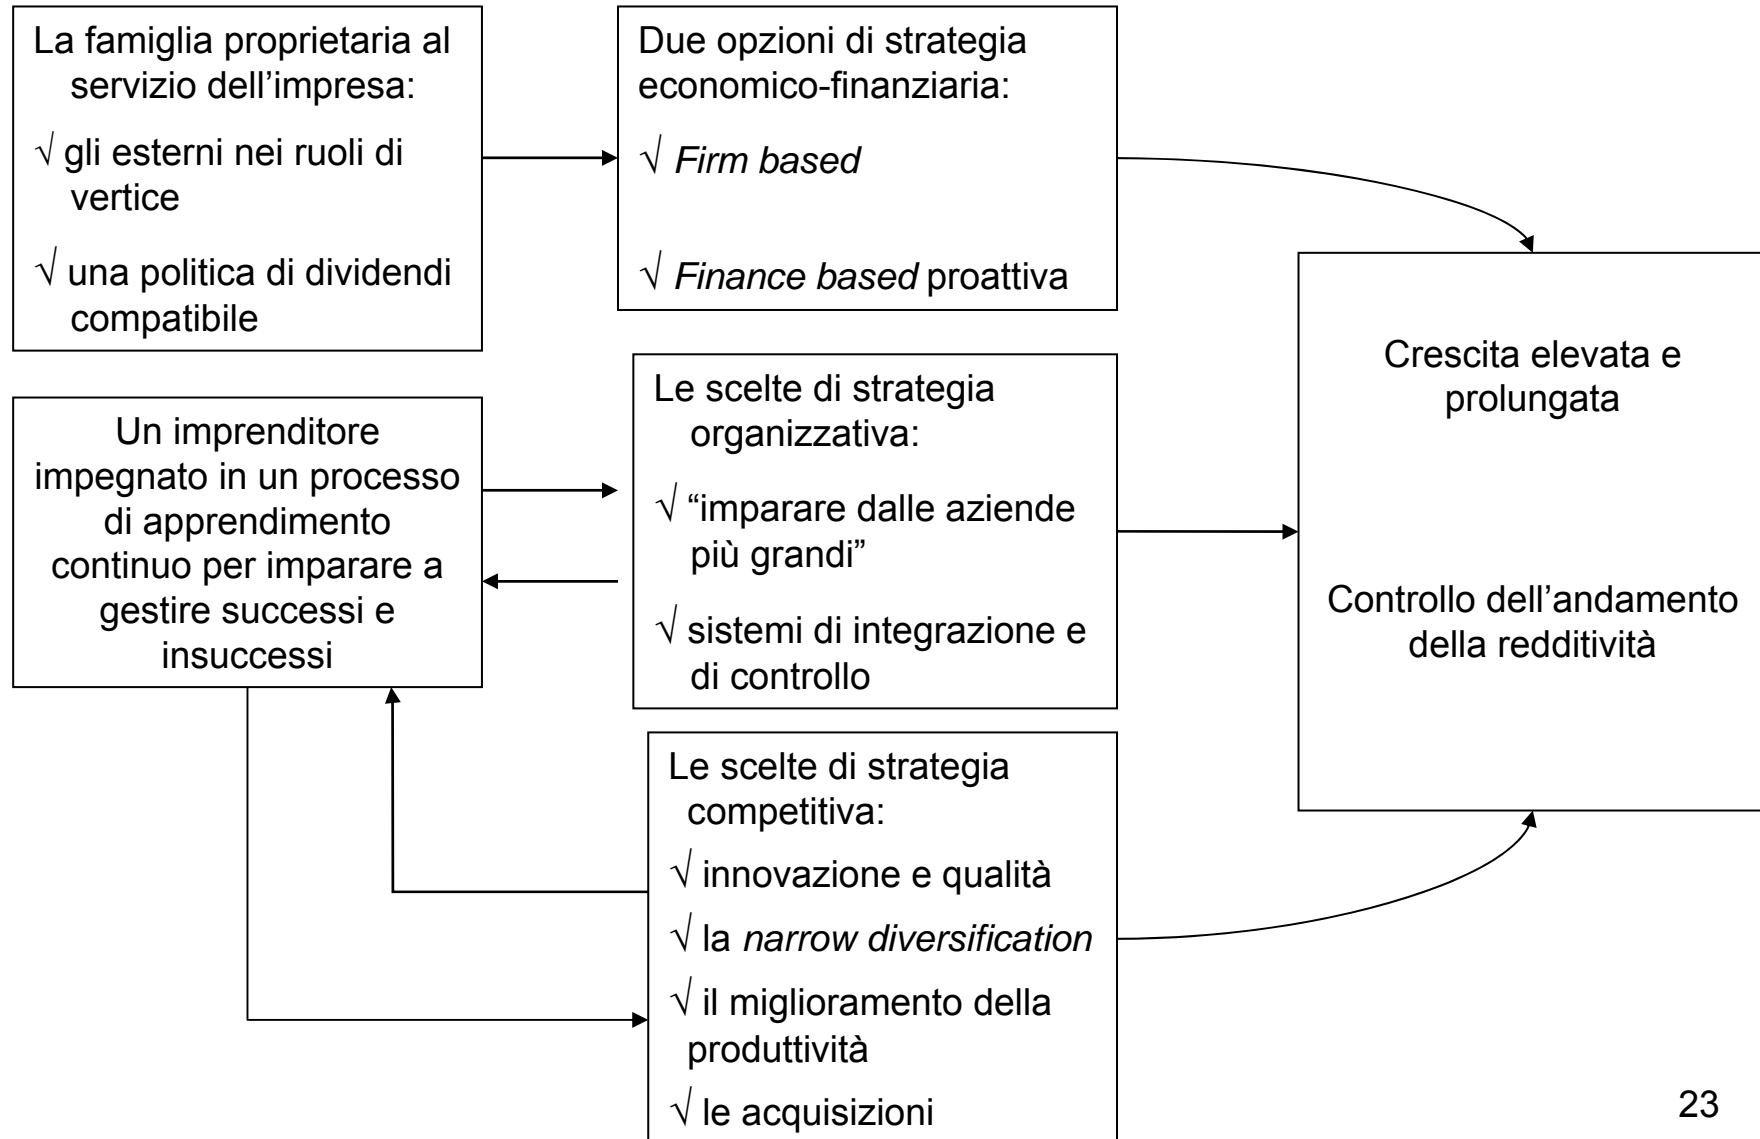 La famiglia proprietaria al
servizio dell’impresa:
√ gli esterni nei ruoli di
vertice
√ una politica di dividendi
compatibile
Due opzioni di strategia
economico-finanziaria:
√ Firm based
√ Finance based proattiva
Un imprenditore
impegnato in un processo
di apprendimento
continuo per imparare a
gestire successi e
insuccessi
Le scelte di strategia
organizzativa:
√ “imparare dalle aziende
più grandi”
√ sistemi di integrazione e
di controllo
Le scelte di strategia
competitiva:
√ innovazione e qualità
√ la narrow diversification
√ il miglioramento della
produttività
√ le acquisizioni
Crescita elevata e
prolungata
Controllo dell’andamento
della redditività
23